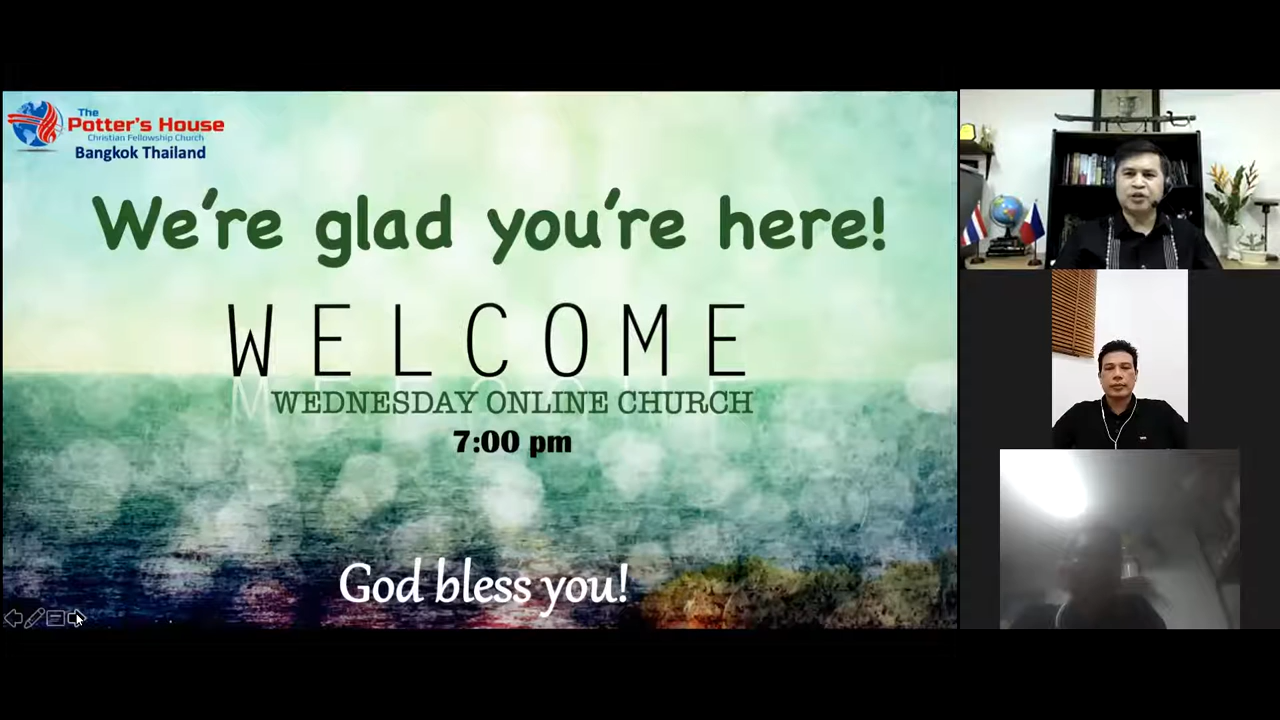 The
Potter's House
Christian Fellowship Church
Bangkok Thailand
We're glad you're here!
WELCOME
WEDNESDAY ONLINE CHURCH
7:00 pm
God bless you!